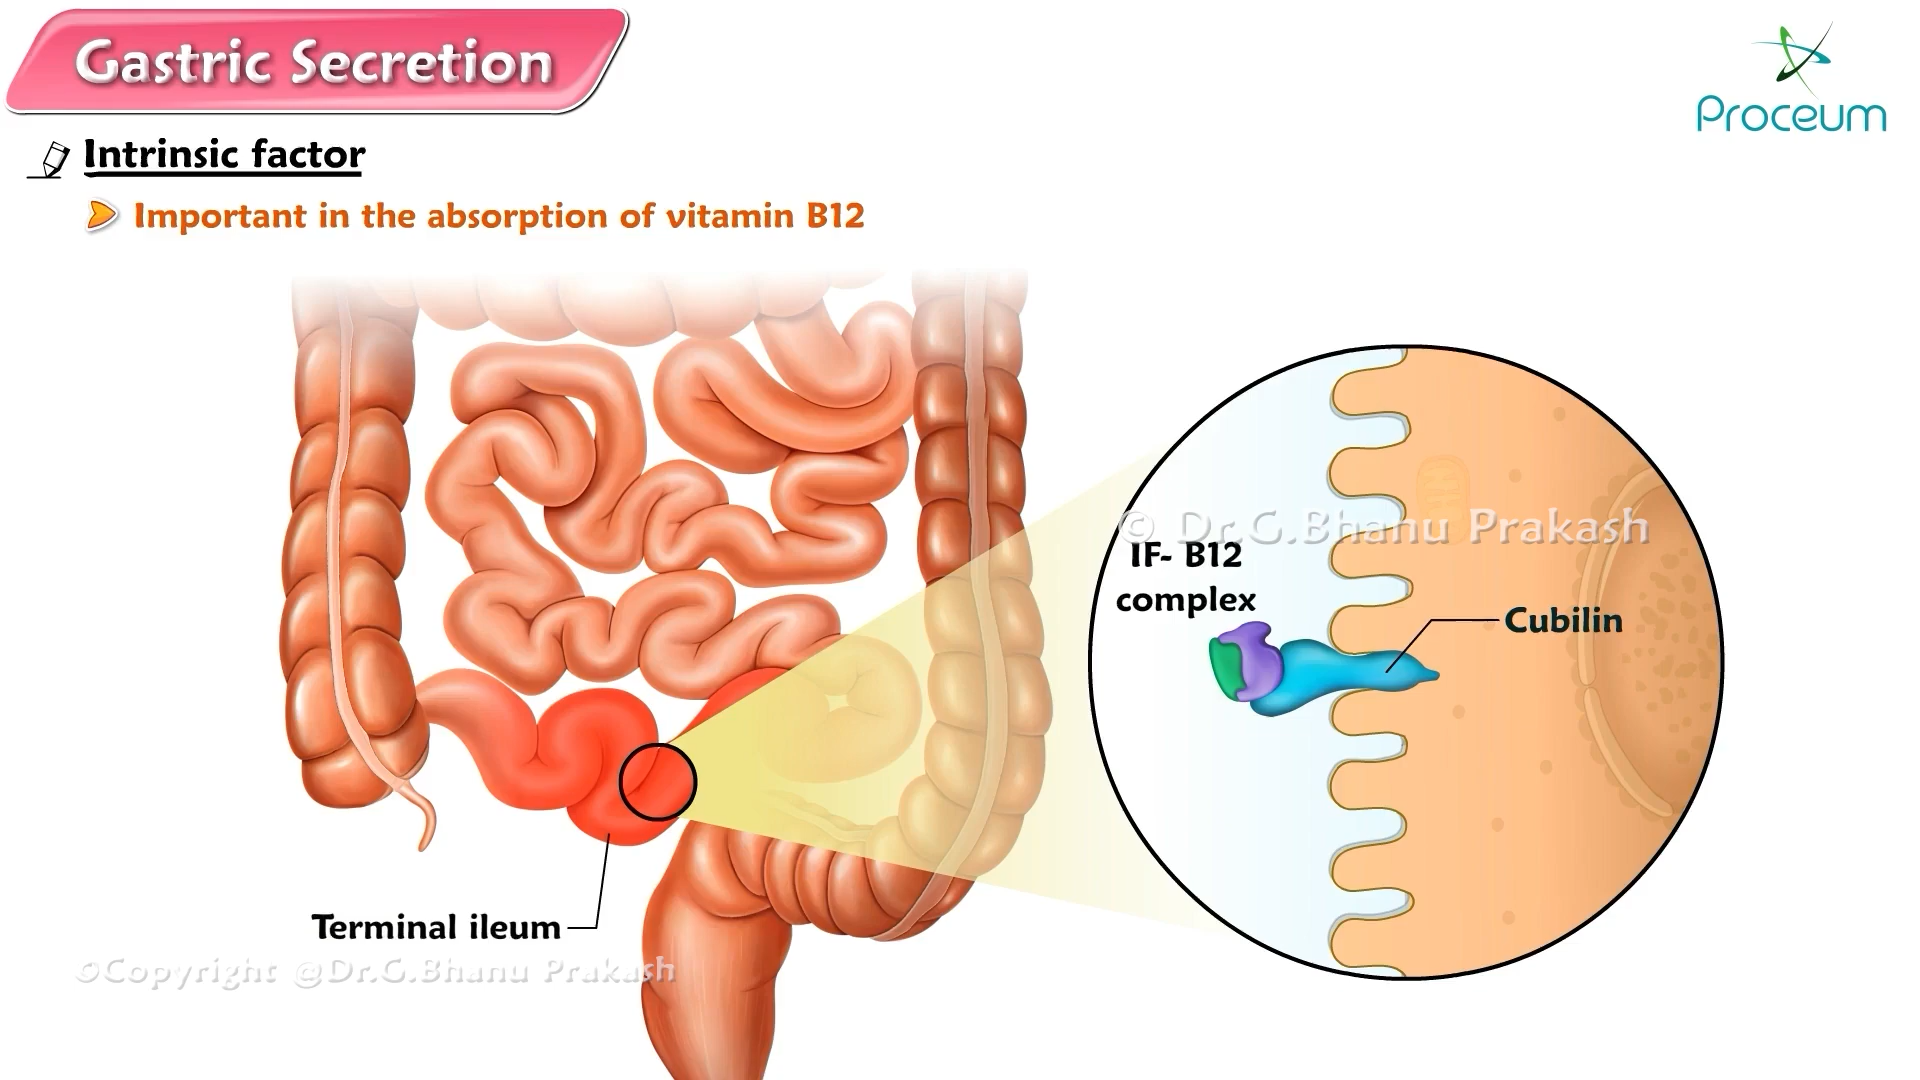 Gastric Secretion
Proceum
Intrinsic factor
Important in the absorption of vitamin B12
© Dr.G.Bhanu Prakash
IF- B12
complex
Cubilin
Terminal ileum
©Copyright @Dr.G.Bhanu Prakash